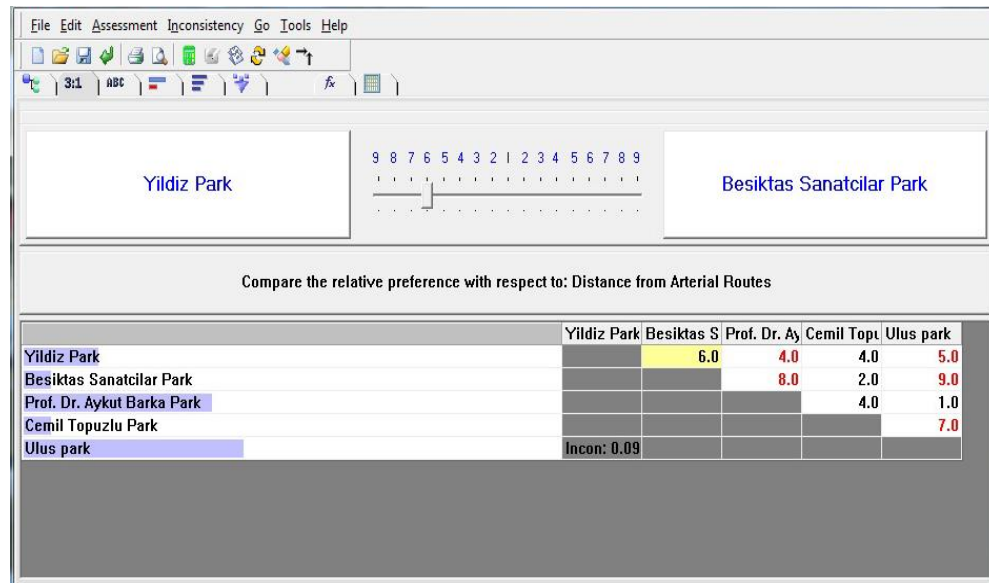 File Edit Assessment Inconsistency Go Tools Help
3:1 ABC fx
9 8 7 6 5 4 3 2 1 2 3 4 5 6 7 8 9
Yildiz Park Besiktas Sanatcilar Park
Compare the relative preference with respect to: Distance from Arterial Routes
Yildiz Park Besiktas S Prof. Dr. Ay Cemil Topu Ulus park
Yildiz Park 6.0 4.0 4.0 5.0
Besiktas Sanatcilar Park 8.0 2.0 9.0
Prof. Dr. Aykut Barka Park 4.0 1.0
Cemil Topuzlu Park 7.0
Ulus park Incon: 0.09